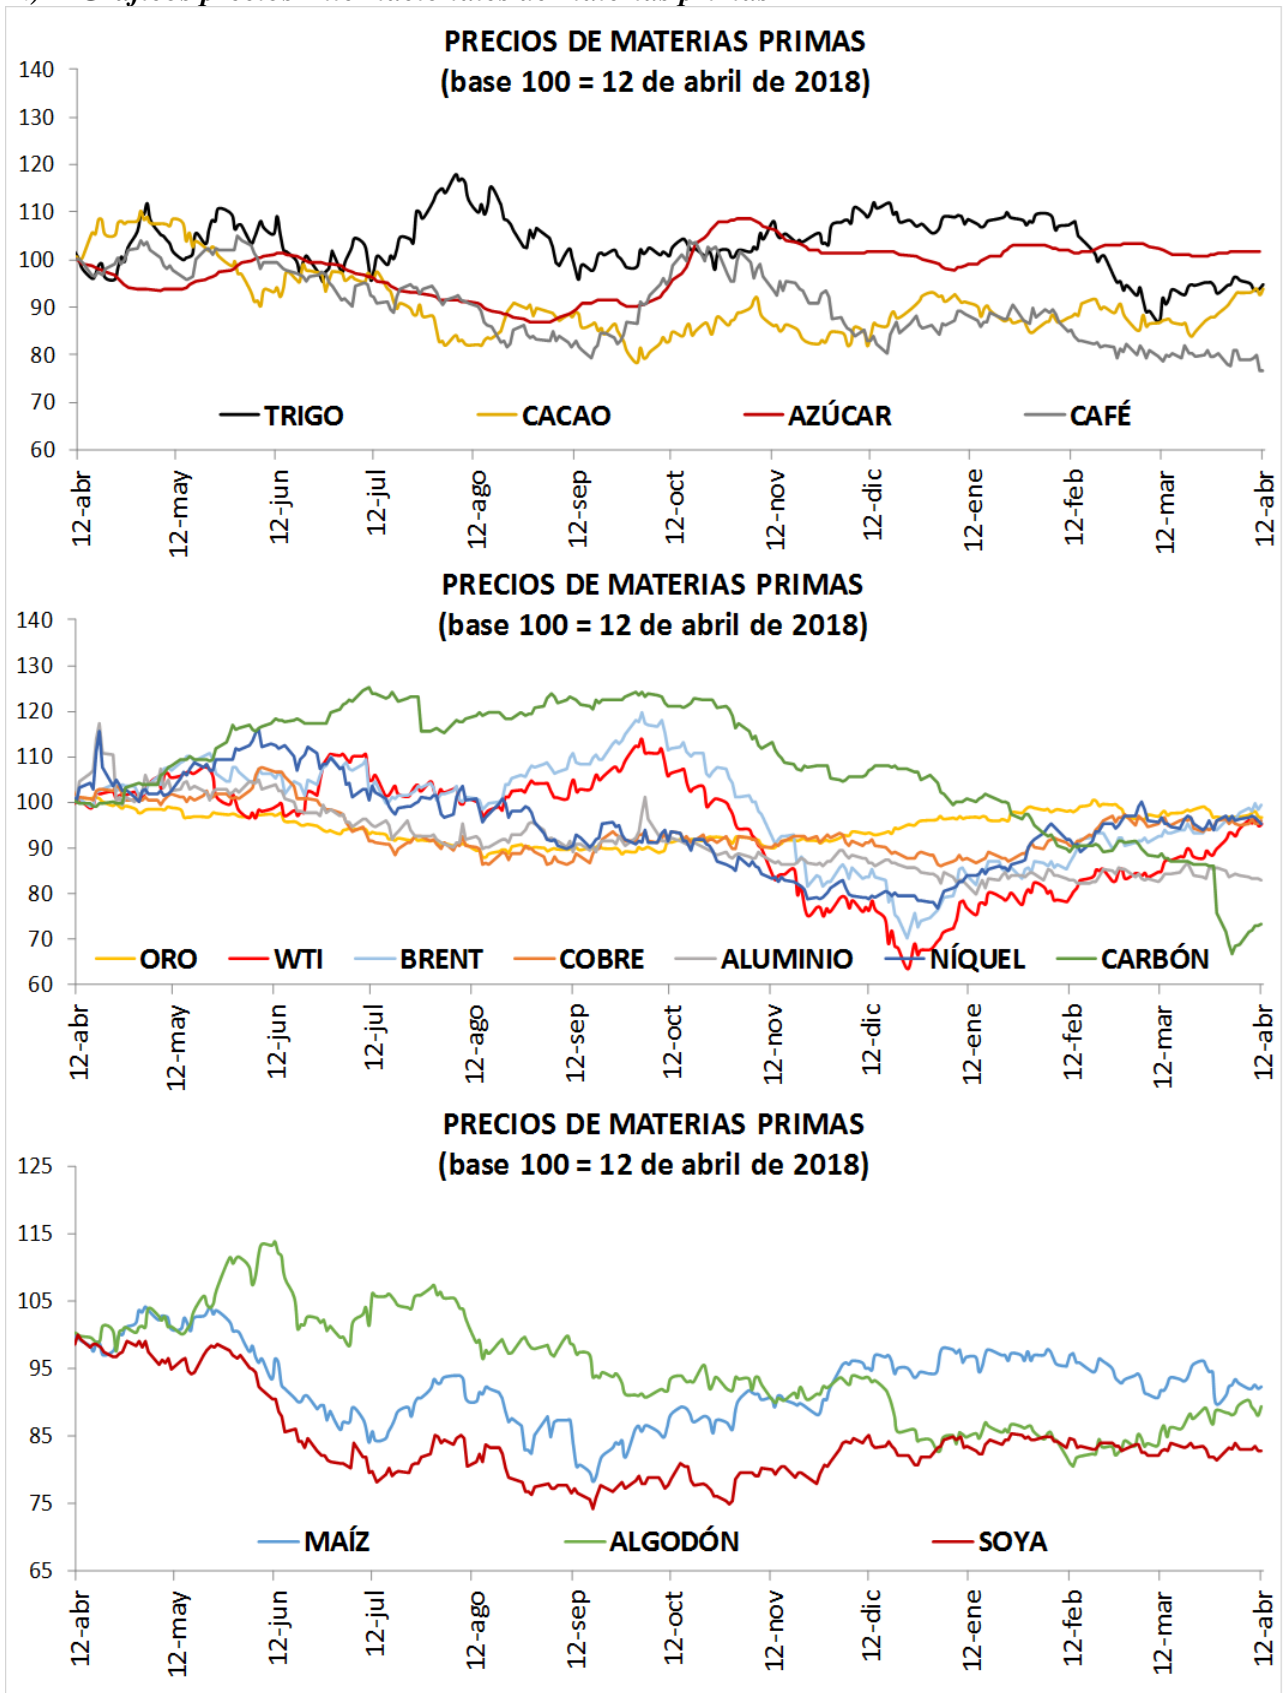 PRECIOS DE MATERIAS PRIMAS
(base 100 = 12 de abril de 2018)
140
130
120
110
100
90
80
70
60
TRIGO CACAO AZÚCAR CAFÉ
12-abr 12-may 12-jun 12-jul 12-ago 12-sep 12-oct 12-nov 12-dic 12-ene 12-feb 12-mar 12-abr
PRECIOS DE MATERIAS PRIMAS
(base 100 = 12 de abril de 2018)
140
130
120
110
100
90
80
70
60
ORO WTI BRENT COBRE ALUMINIO NÍQUEL CARBÓN
12-abr 12-may 12-jun 12-jul 12-ago 12-sep 12-oct 12-nov 12-dic 12-ene 12-feb 12-mar 12-abr
PRECIOS DE MATERIAS PRIMAS
(base 100 = 12 de abril de 2018)
125
115
105
95
85
75
65
MAÍZ ALGODÓN SOYA
12-abr 12-may 12-jun 12-jul 12-ago 12-sep 12-oct 12-nov 12-dic 12-ene 12-feb 12-mar 12-abr